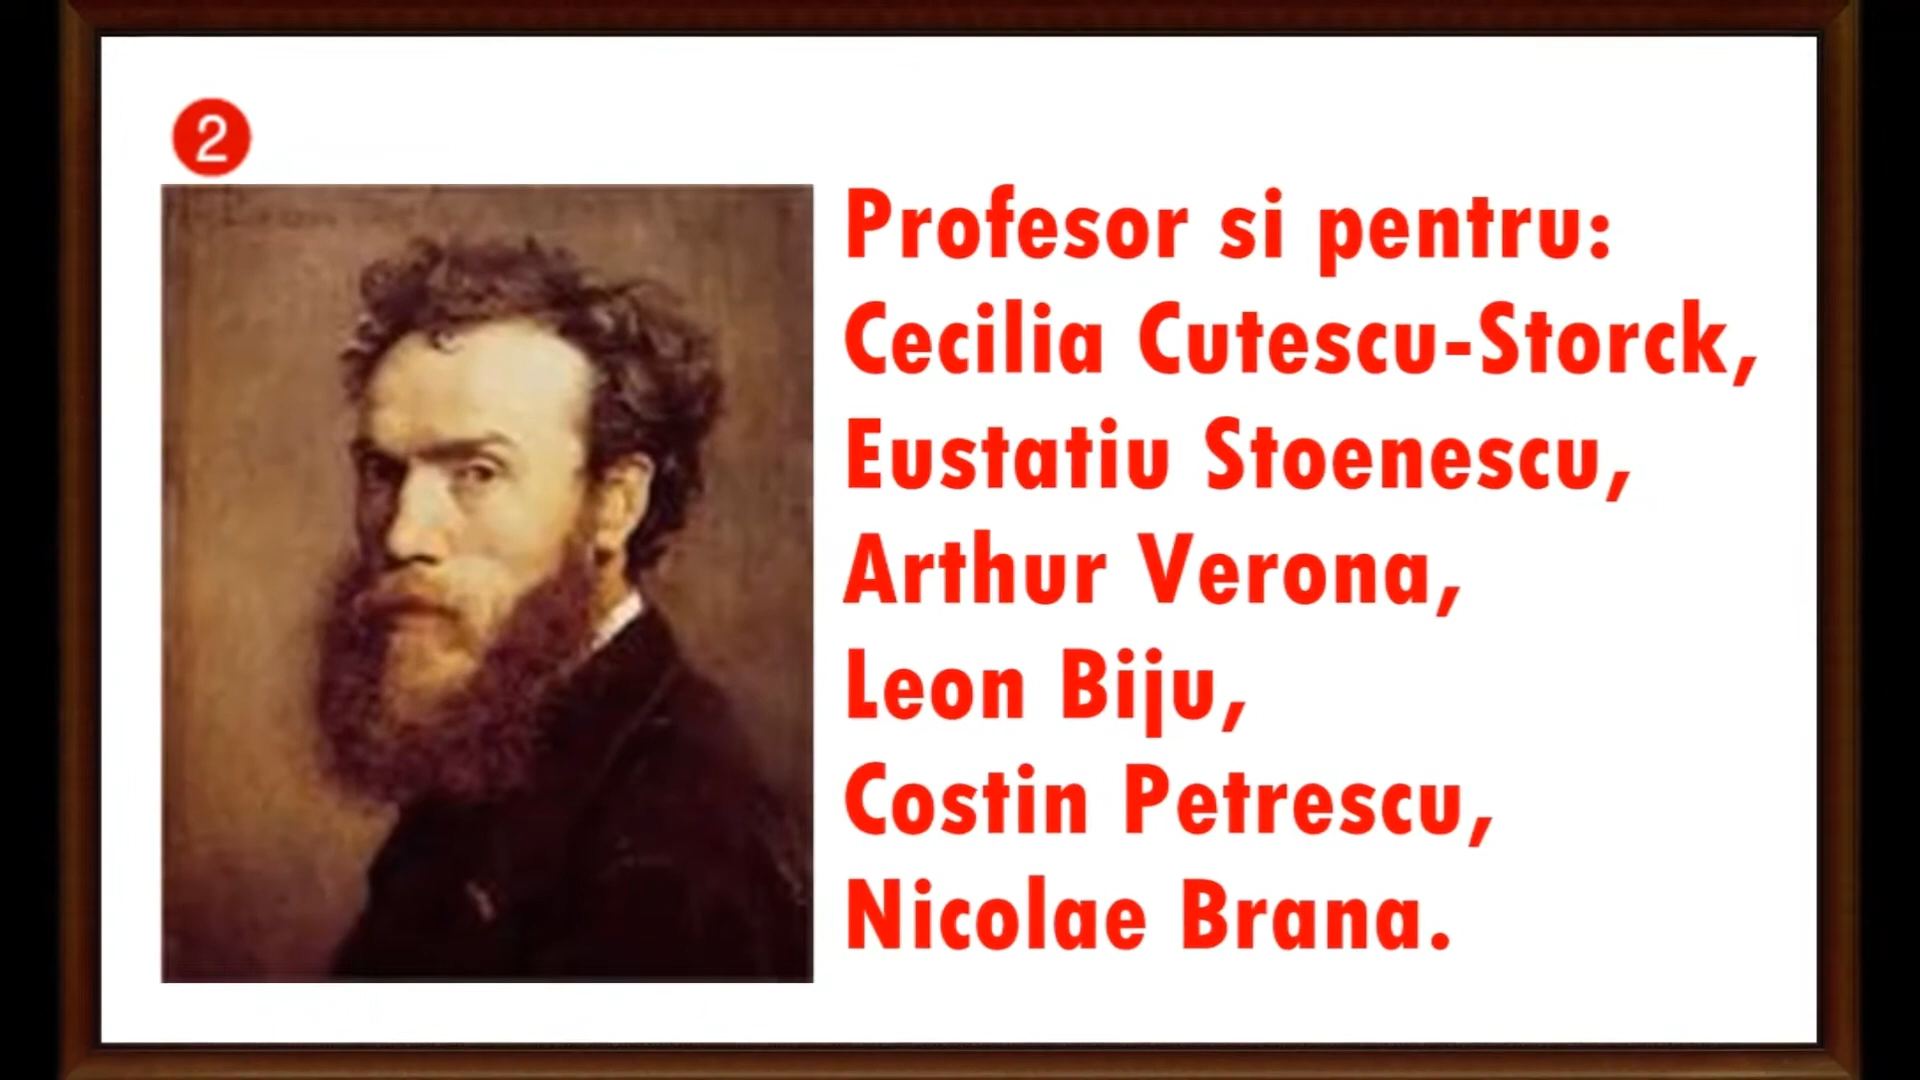 2
Profesor si pentru:
Cecilia Cutescu-Storck,
Eustatiu Stoenescu,
Arthur Verona,
Leon Biju,
Costin Petrescu,
Nicolae Brana.